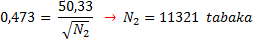 0,473 = 50,33 / √N₂ → N₂ = 11321 tabaka